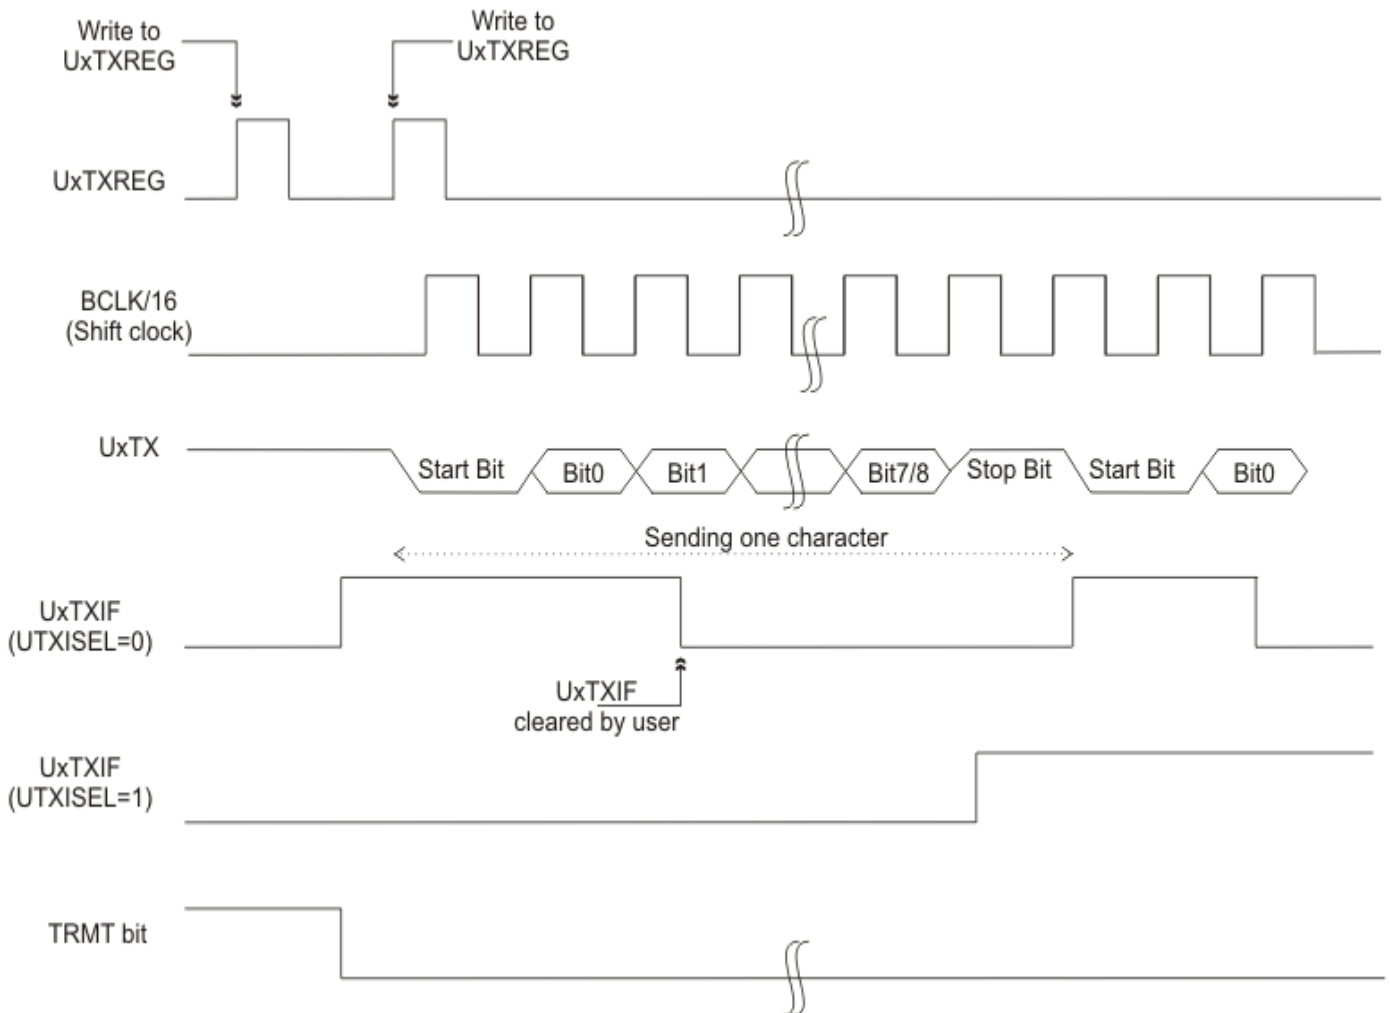 Write to
UxTXREG
Write to
UxTXREG
UxTXREG
BCLK/16
(Shift clock)
UxTX
Start Bit
Bit0
Bit1
Bit7/8
Stop Bit
Start Bit
Bit0
Sending one character
UxTXIF
(UTXISEL=0)
UxTXIF
cleared by user
UxTXIF
(UTXISEL=1)
TRMT bit